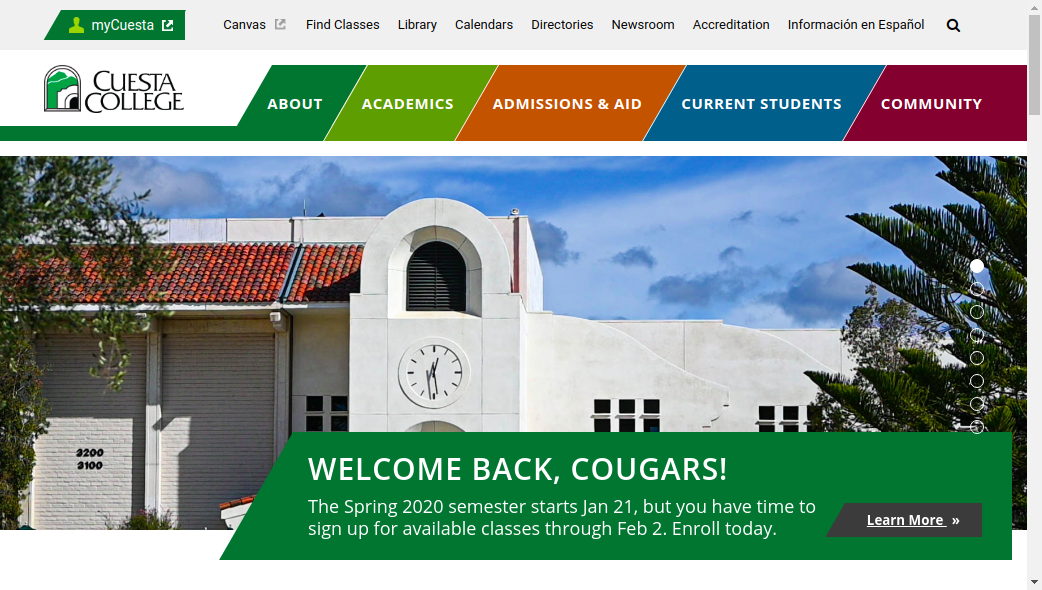 myCuesta
Canvas
Find Classes
Library
Calendars
Directories
Newsroom
Accreditation
Información en Español
CUESTA
COLLEGE
ABOUT
ACADEMICS
ADMISSIONS & AID
CURRENT STUDENTS
COMMUNITY
3200
3100
WELCOME BACK, COUGARS!
The Spring 2020 semester starts Jan 21, but you have time to
sign up for available classes through Feb 2. Enroll today.
Learn More »